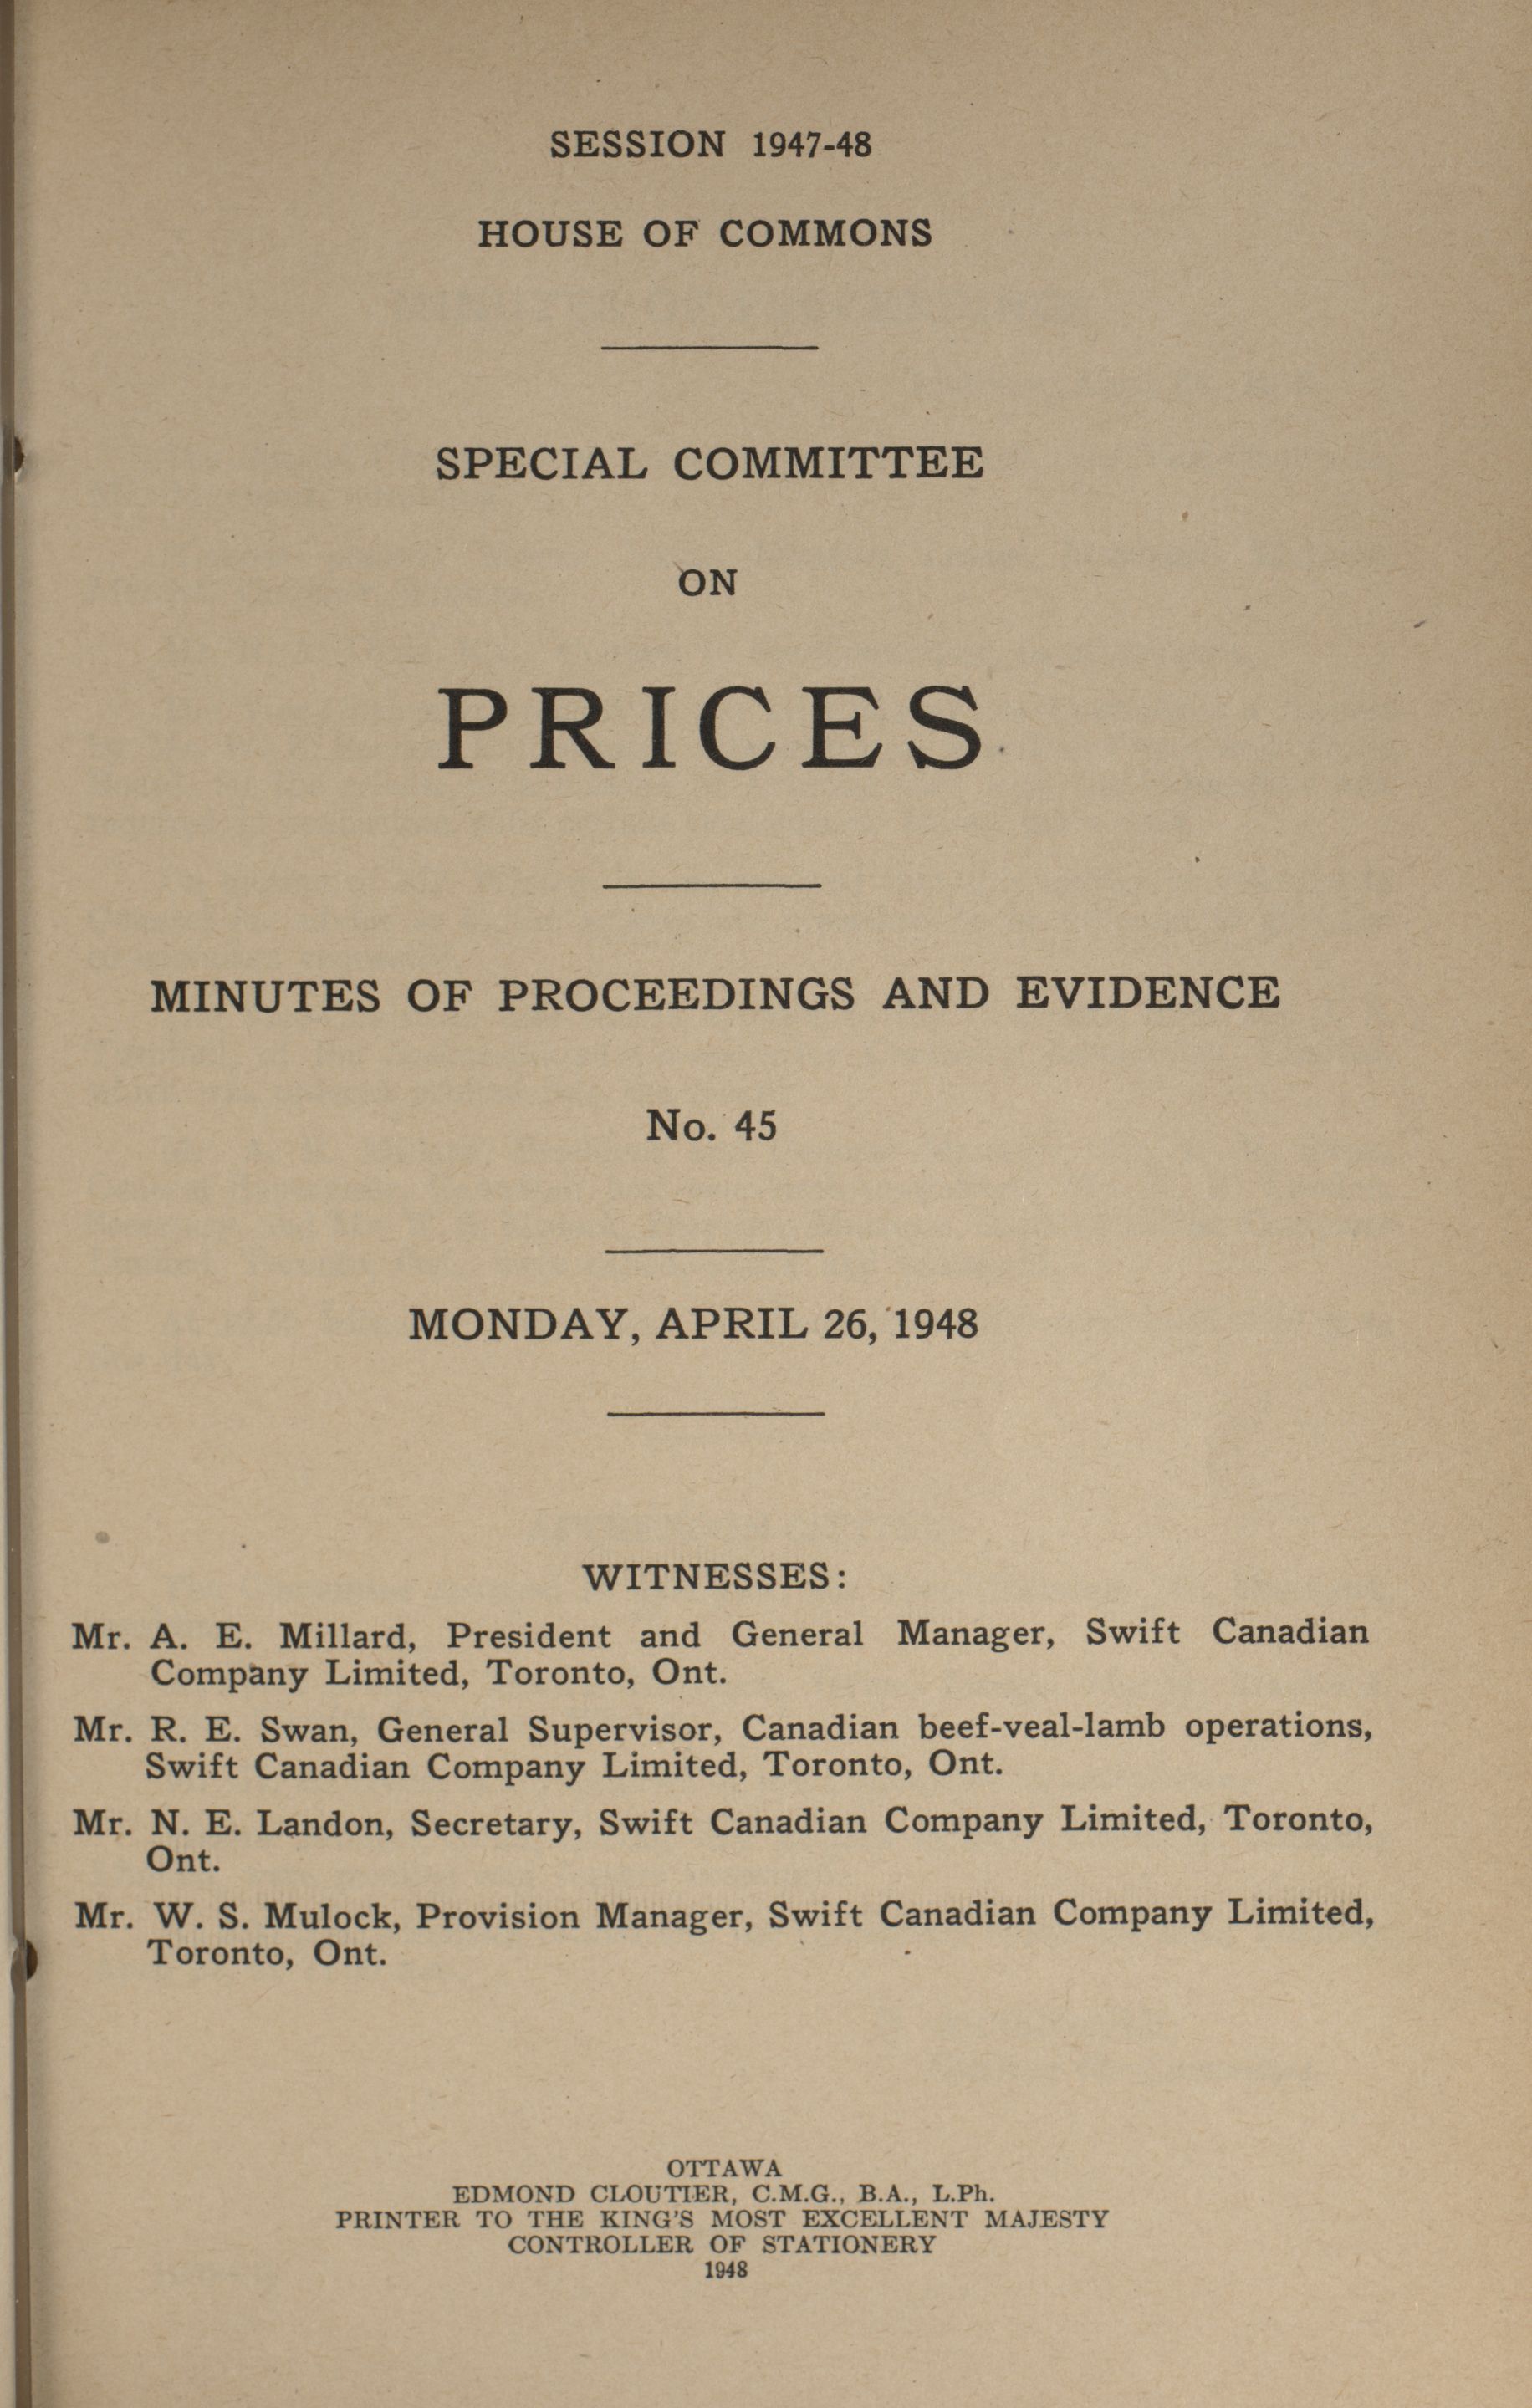 SESSION 1947-48
HOUSE OF COMMONS
SPECIAL COMMITTEE
ON
PRICES
MINUTES OF PROCEEDINGS AND EVIDENCE
No. 45
MONDAY, APRIL 26, 1948
WITNESSES:
Mr. A. E. Millard, President and General Manager, Swift Canadian
Company Limited, Toronto, Ont.
Mr. R. E. Swan, General Supervisor, Canadian beef-veal-lamb operations,
Swift Canadian Company Limited, Toronto, Ont.
Mr. N. E. Landon, Secretary, Swift Canadian Company Limited, Toronto,
Ont.
Mr. W. S. Mulock, Provision Manager, Swift Canadian Company Limited,
Toronto, Ont.
OTTAWA
EDMOND CLOUTIER, C.M.G., B.A., L.Ph.
PRINTER TO THE KING'S MOST EXCELLENT MAJESTY
CONTROLLER OF STATIONERY
1948